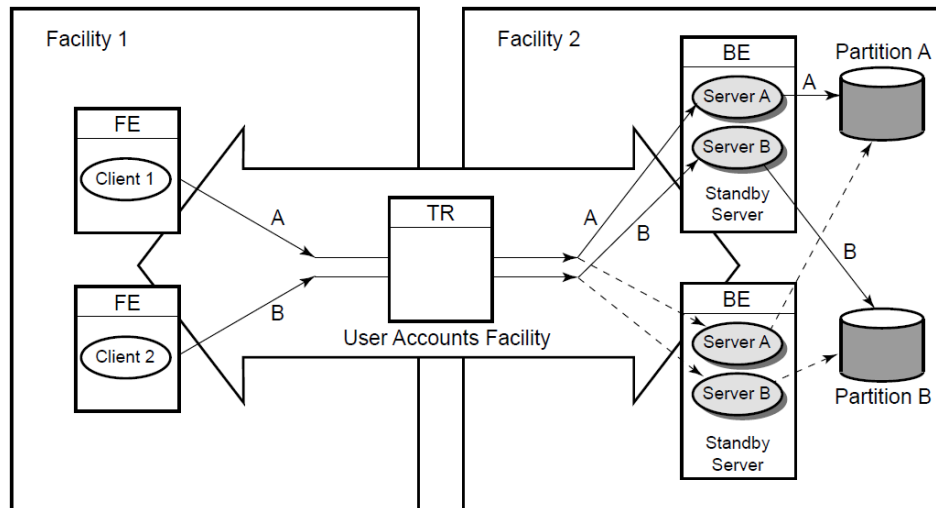 Facility 1
Facility 2
FE
Client 1
A
FE
Client 2
B
TR
User Accounts Facility
A
B
BE
Server A
Server B
Standby
Server
A
B
BE
Server A
Server B
Standby
Server
Partition A
Partition B